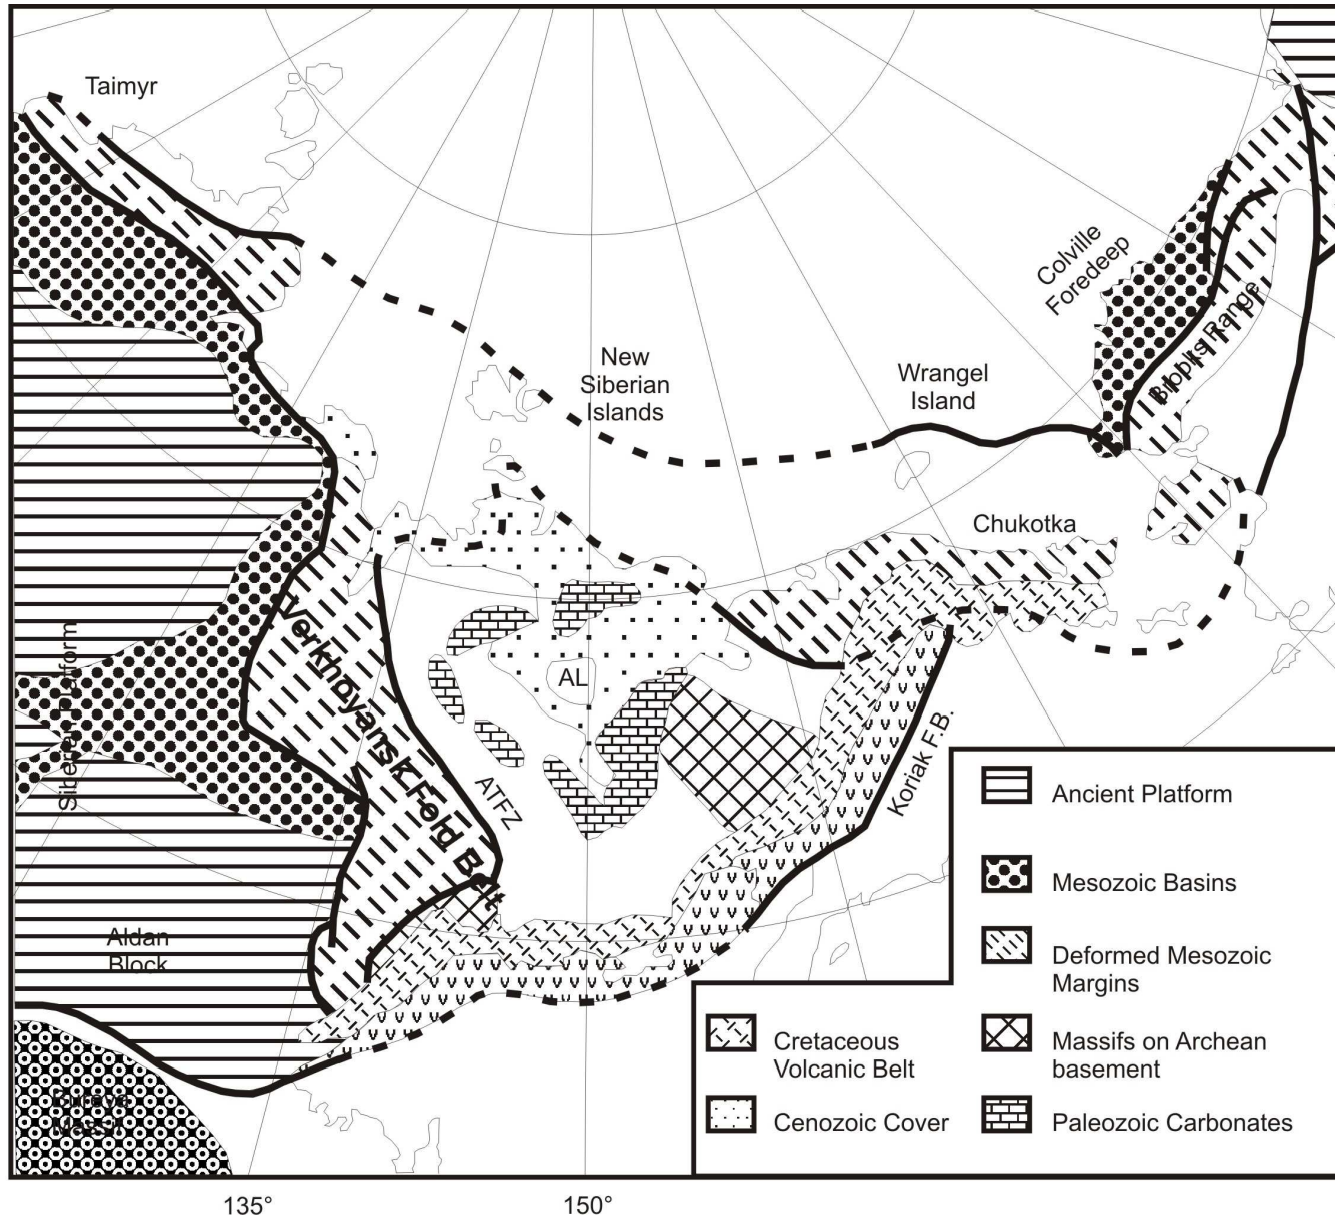 Taimyr
Colville
Foredeep
Brooks Range
New
Siberian
Islands
Wrangel
Island
Chukotka
Verkhoyansk Fold Belt
Siberian Platform
AL
ATFZ
Koriak F.B.
Aldan
Block
Bureya
Massif
Ancient Platform
Mesozoic Basins
Deformed Mesozoic
Margins
Cretaceous
Volcanic Belt
Massifs on Archean
basement
Cenozoic Cover
Paleozoic Carbonates
135°
150°